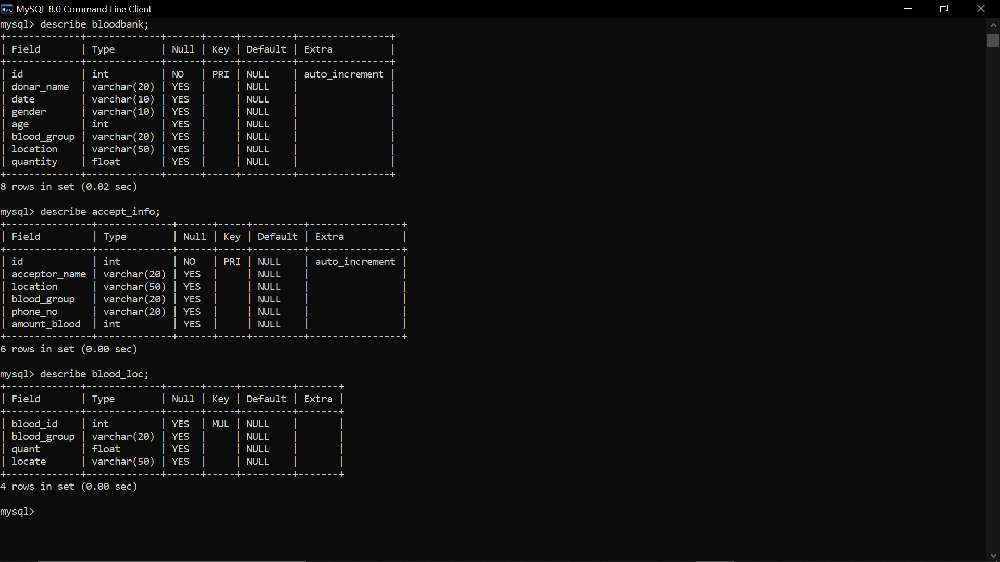 MySQL 8.0 Command Line Client
mysql> describe bloodbank;
+-------------+-------------+------+-----+---------+----------------+
| Field       | Type        | Null | Key | Default | Extra          |
+-------------+-------------+------+-----+---------+----------------+
| id          | int         | NO   | PRI | NULL    | auto_increment |
| donar_name  | varchar(20) | YES  |     | NULL    |                |
| date        | varchar(10) | YES  |     | NULL    |                |
| gender      | varchar(10) | YES  |     | NULL    |                |
| age         | int         | YES  |     | NULL    |                |
| blood_group | varchar(20) | YES  |     | NULL    |                |
| location    | varchar(50) | YES  |     | NULL    |                |
| quantity    | float       | YES  |     | NULL    |                |
+-------------+-------------+------+-----+---------+----------------+
8 rows in set (0.02 sec)
mysql> describe accept_info;
+---------------+-------------+------+-----+---------+----------------+
| Field         | Type        | Null | Key | Default | Extra          |
+---------------+-------------+------+-----+---------+----------------+
| id            | int         | NO   | PRI | NULL    | auto_increment |
| acceptor_name | varchar(20) | YES  |     | NULL    |                |
| location      | varchar(50) | YES  |     | NULL    |                |
| blood_group   | varchar(20) | YES  |     | NULL    |                |
| phone_no      | varchar(20) | YES  |     | NULL    |                |
| amount_blood  | int         | YES  |     | NULL    |                |
+---------------+-------------+------+-----+---------+----------------+
6 rows in set (0.00 sec)
mysql> describe blood_loc;
+-------------+-------------+------+-----+---------+-------+
| Field       | Type        | Null | Key | Default | Extra |
+-------------+-------------+------+-----+---------+-------+
| blood_id    | int         | YES  | MUL | NULL    |       |
| blood_group | varchar(20) | YES  |     | NULL    |       |
| quant       | float       | YES  |     | NULL    |       |
| locate      | varchar(50) | YES  |     | NULL    |       |
+-------------+-------------+------+-----+---------+-------+
4 rows in set (0.00 sec)
mysql>